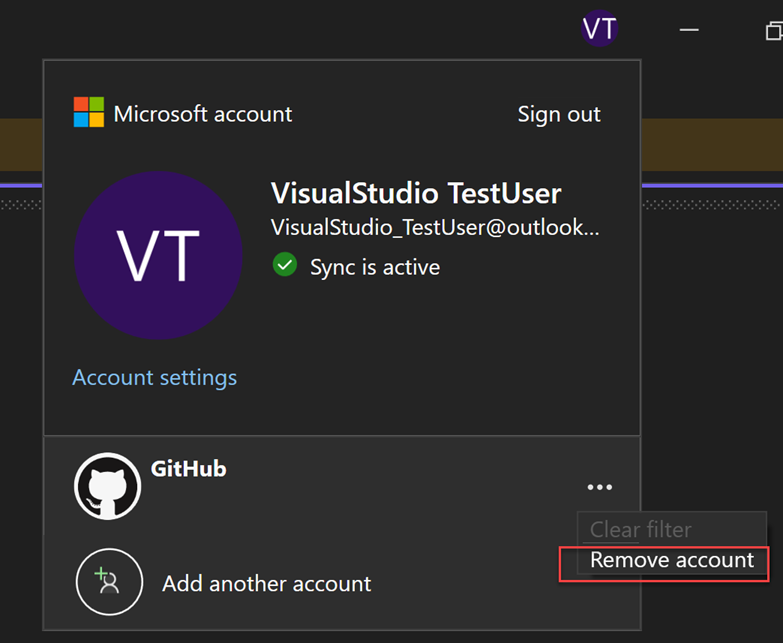 VT
Microsoft account
Sign out
VT
VisualStudio TestUser
VisualStudio_TestUser@outlook...
Sync is active
Account settings
GitHub
Clear filter
Remove account
Add another account